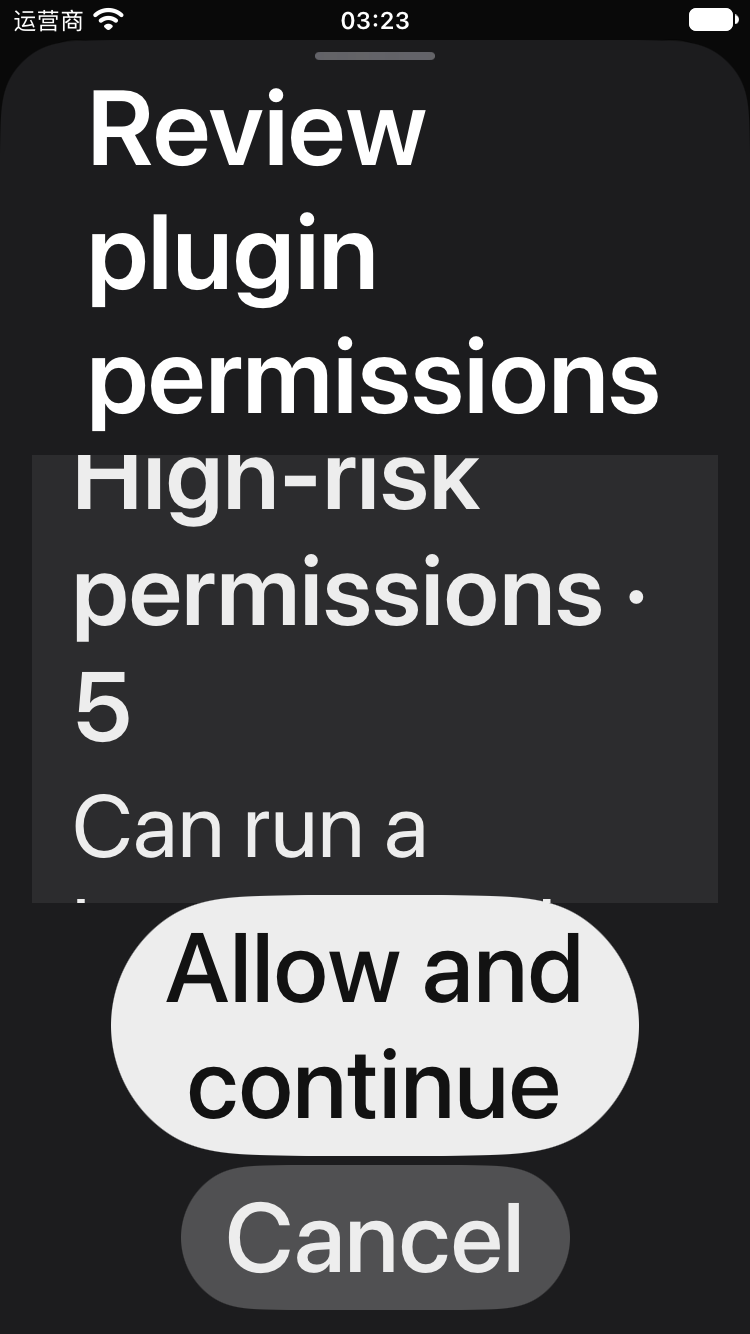 运营商
03:23
Review
plugin
permissions
High-risk
permissions ·
5
Can run a
Allow and
continue
Cancel